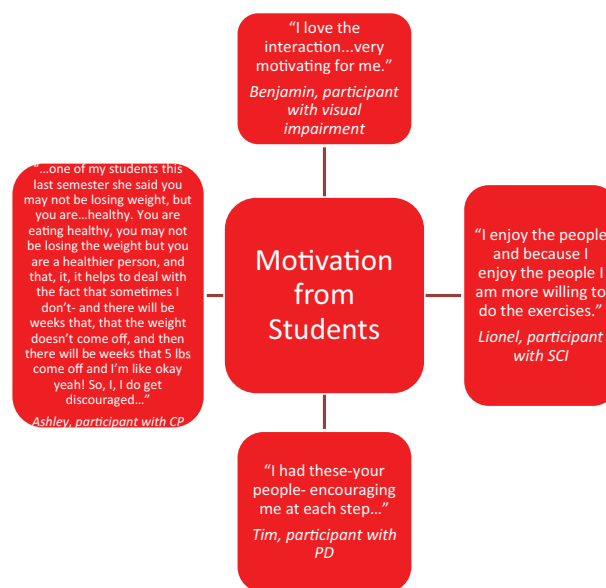 “I love the
interaction...very
motivating for me.”
Benjamin, participant
with visual
impairment
“…one of my students this
last semester she said you
may not be losing weight, but
you are…healthy. You are
eating healthy, you may not
be losing the weight but you
are a healthier person, and
that, it, it helps to deal with
the fact that sometimes I
don’t- and there will be
weeks that, that the weight
doesn’t come off, and then
there will be weeks that 5 lbs
come off and I’m like okay
yeah! So, I, I do get
discouraged…”
Ashley, participant with CP
Motivation
from
Students
“I enjoy the people
and because I
enjoy the people I
am more willing to
do the exercises.”
Lionel, participant
with SCI
“I had these-your
people- encouraging
me at each step…”
Tim, participant with
PD